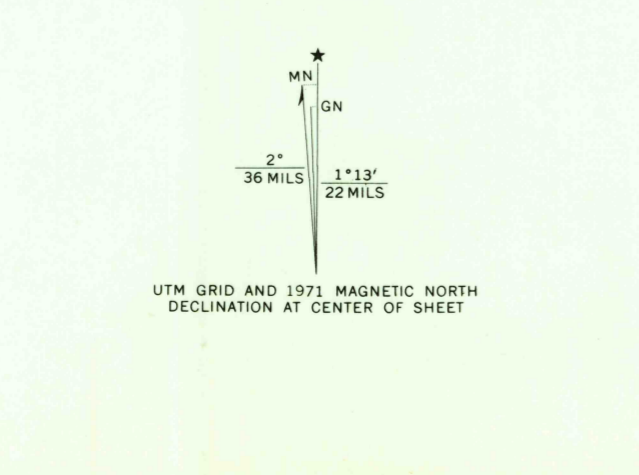 ★
MN
GN
2°
36 MILS
1°13′
22 MILS
UTM GRID AND 1971 MAGNETIC NORTH
DECLINATION AT CENTER OF SHEET